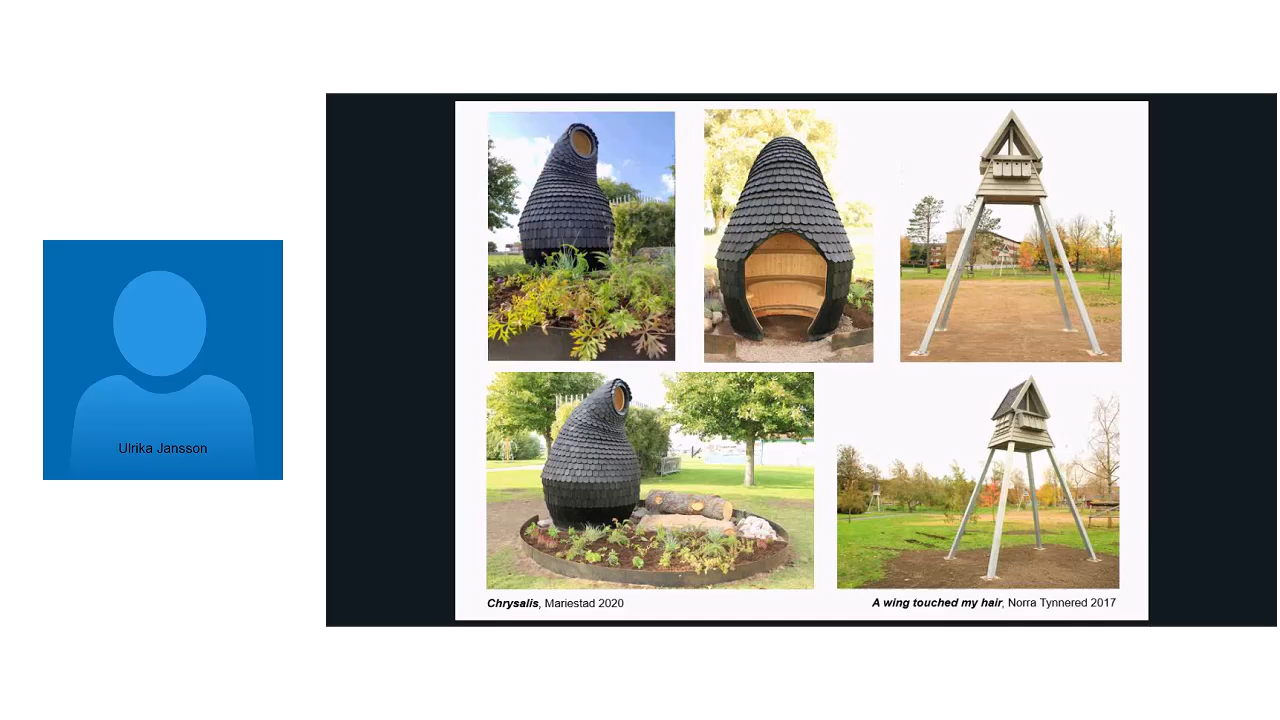 Ulrika Jansson
Chrysalis, Mariestad 2020
A wing touched my hair, Norra Tynnered 2017